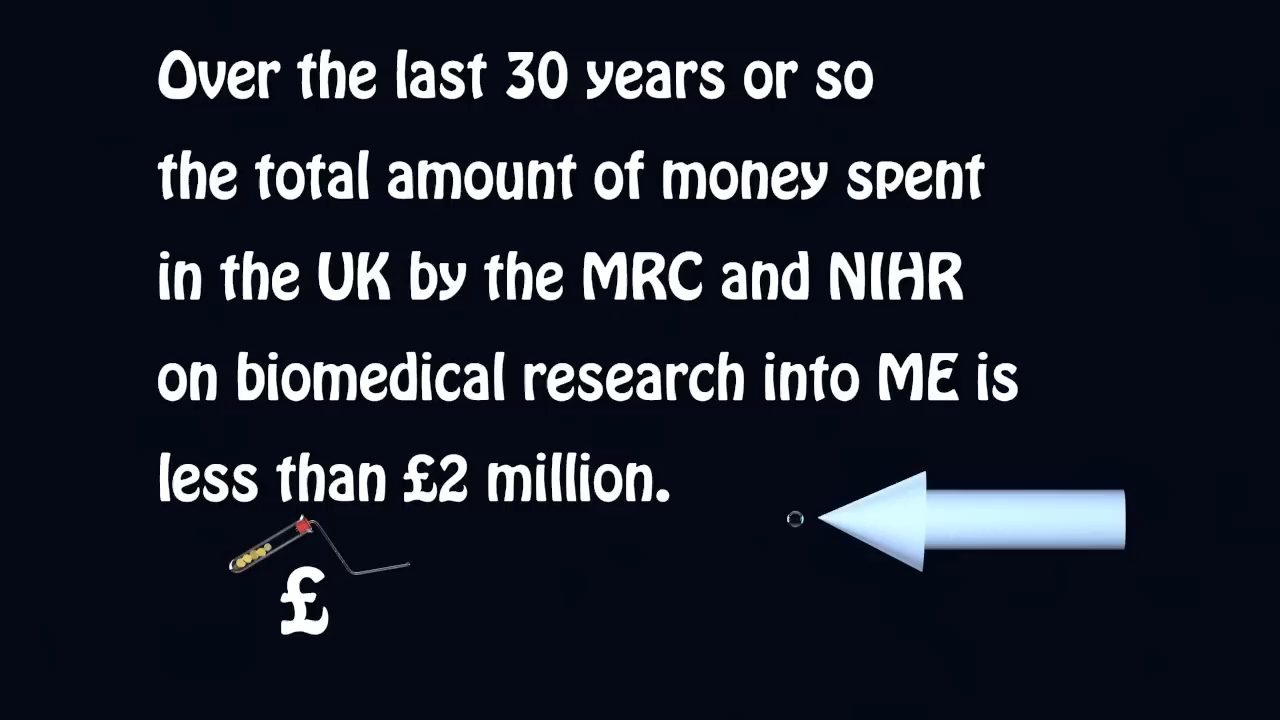 Over the last 30 years or so
the total amount of money spent
in the UK by the MRC and NIHR
on biomedical research into ME is
less than £2 million.
£